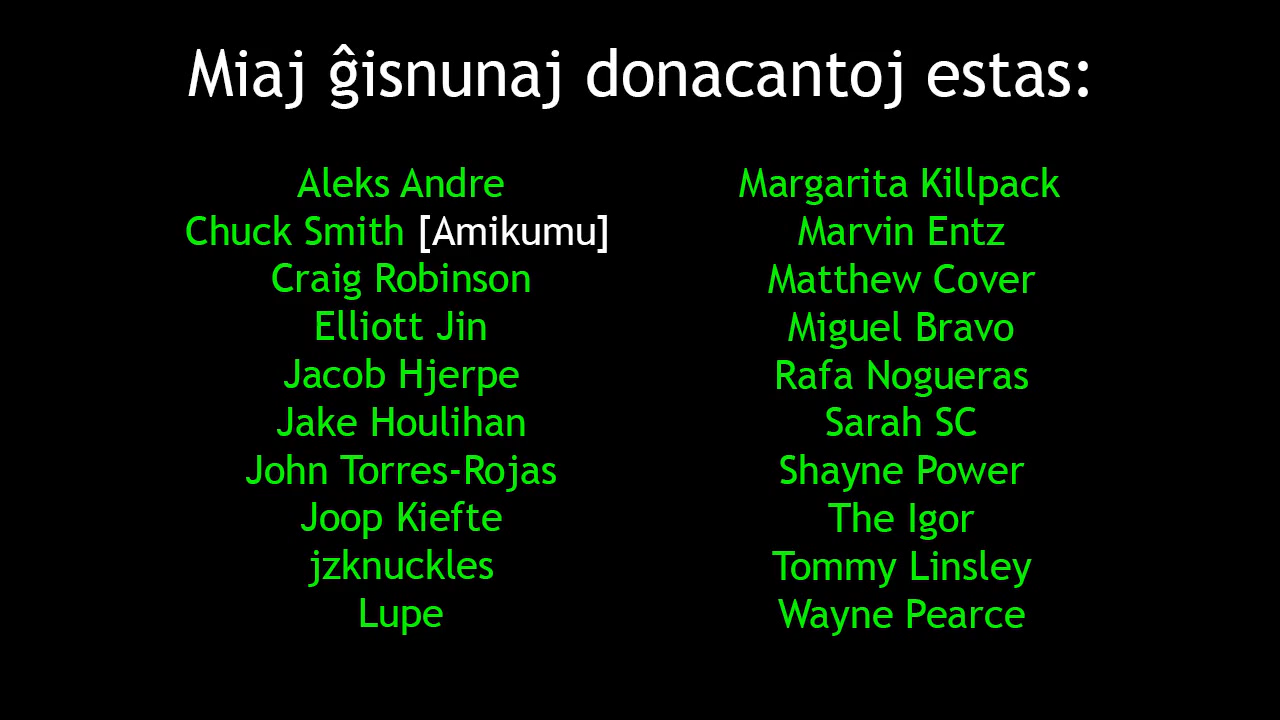 Miaj ĝisnunaj donacantoj estas:
Aleks Andre
Chuck Smith [Amikumu]
Craig Robinson
Elliott Jin
Jacob Hjerpe
Jake Houlihan
John Torres-Rojas
Joop Kiefte
jzknuckles
Lupe
Margarita Killpack
Marvin Entz
Matthew Cover
Miguel Bravo
Rafa Nogueras
Sarah SC
Shayne Power
The Igor
Tommy Linsley
Wayne Pearce